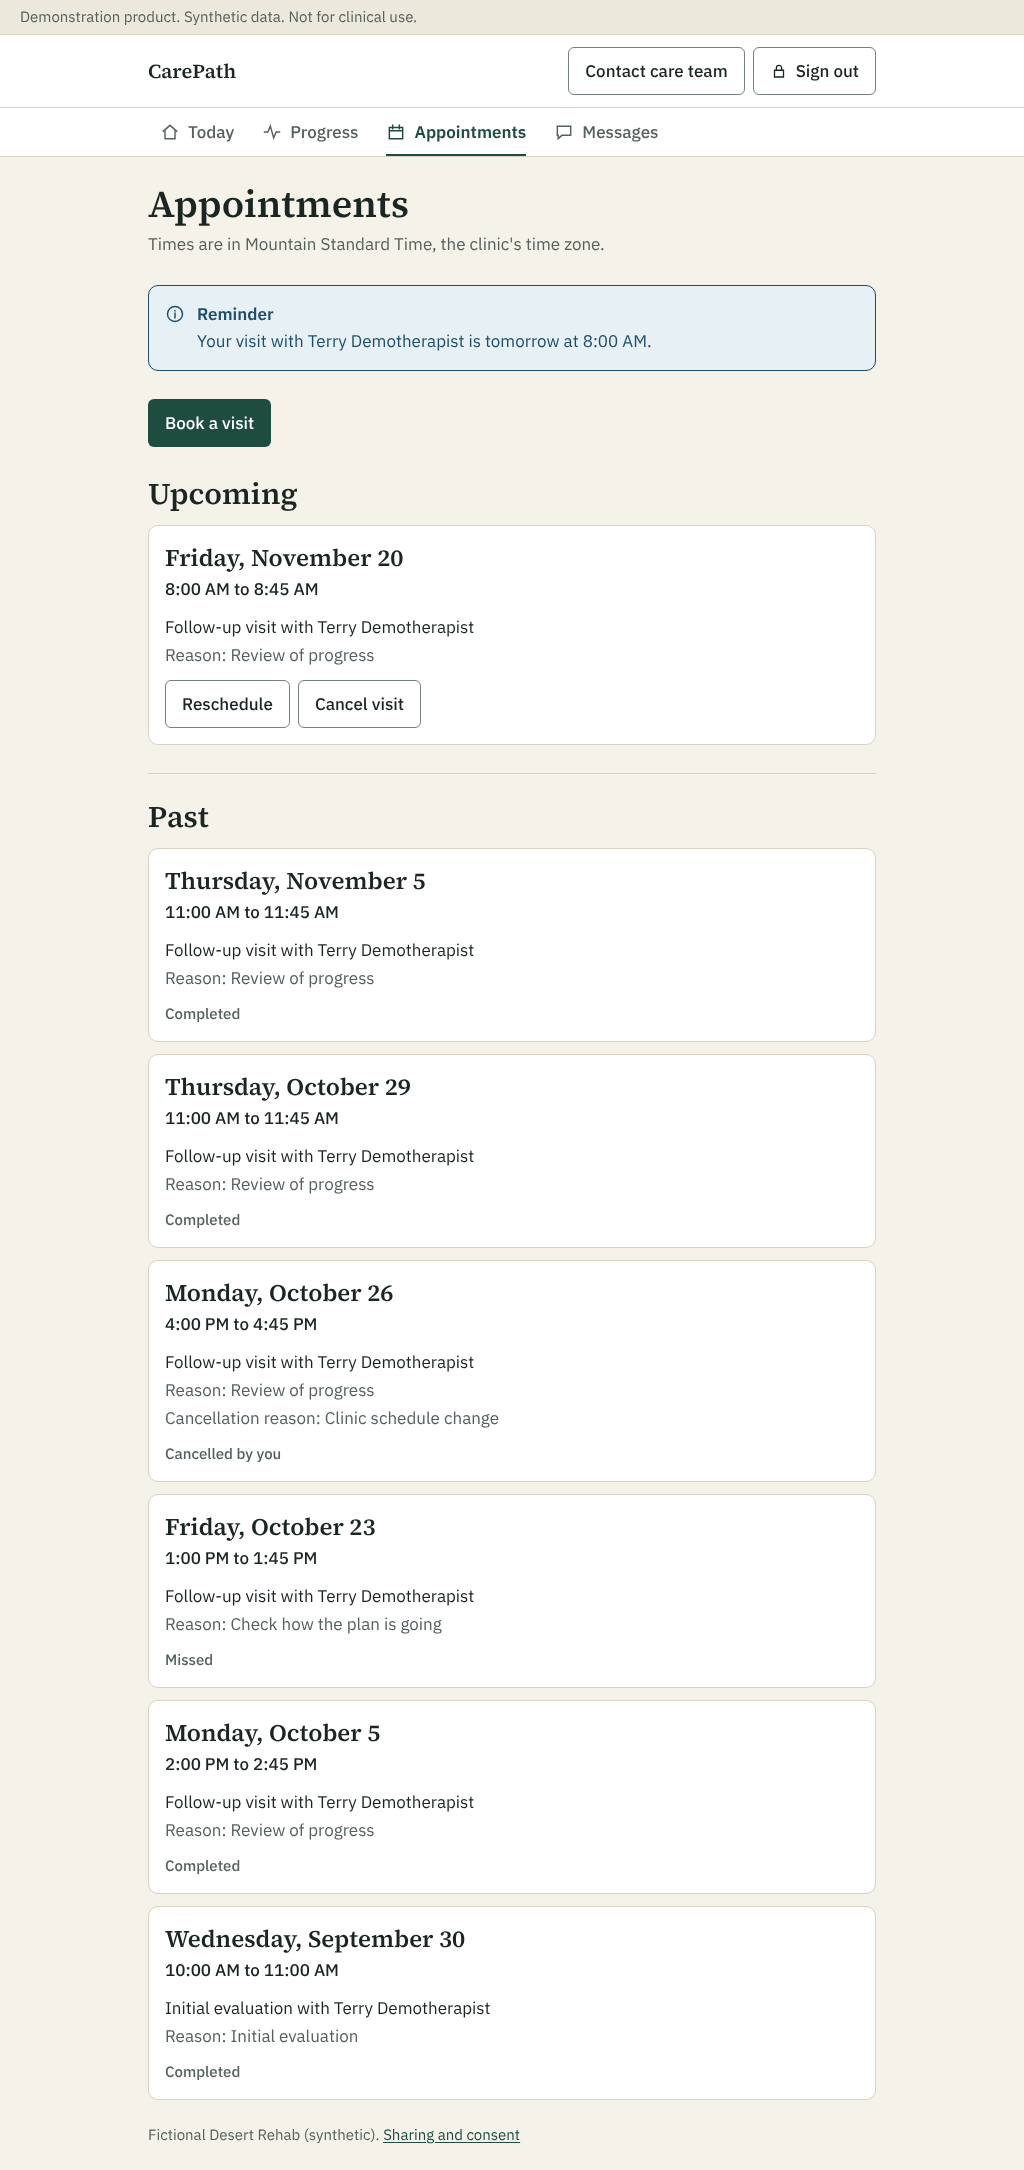 Demonstration product. Synthetic data. Not for clinical use.
CarePath
Contact care team
Sign out
Today
Progress
Appointments
Messages
Appointments
Times are in Mountain Standard Time, the clinic's time zone.
Reminder
Your visit with Terry Demotherapist is tomorrow at 8:00 AM.
Book a visit
Upcoming
Friday, November 20
8:00 AM to 8:45 AM
Follow-up visit with Terry Demotherapist
Reason: Review of progress
Reschedule
Cancel visit
Past
Thursday, November 5
11:00 AM to 11:45 AM
Follow-up visit with Terry Demotherapist
Reason: Review of progress
Completed
Thursday, October 29
11:00 AM to 11:45 AM
Follow-up visit with Terry Demotherapist
Reason: Review of progress
Completed
Monday, October 26
4:00 PM to 4:45 PM
Follow-up visit with Terry Demotherapist
Reason: Review of progress
Cancellation reason: Clinic schedule change
Cancelled by you
Friday, October 23
1:00 PM to 1:45 PM
Follow-up visit with Terry Demotherapist
Reason: Check how the plan is going
Missed
Monday, October 5
2:00 PM to 2:45 PM
Follow-up visit with Terry Demotherapist
Reason: Review of progress
Completed
Wednesday, September 30
10:00 AM to 11:00 AM
Initial evaluation with Terry Demotherapist
Reason: Initial evaluation
Completed
Fictional Desert Rehab (synthetic). Sharing and consent